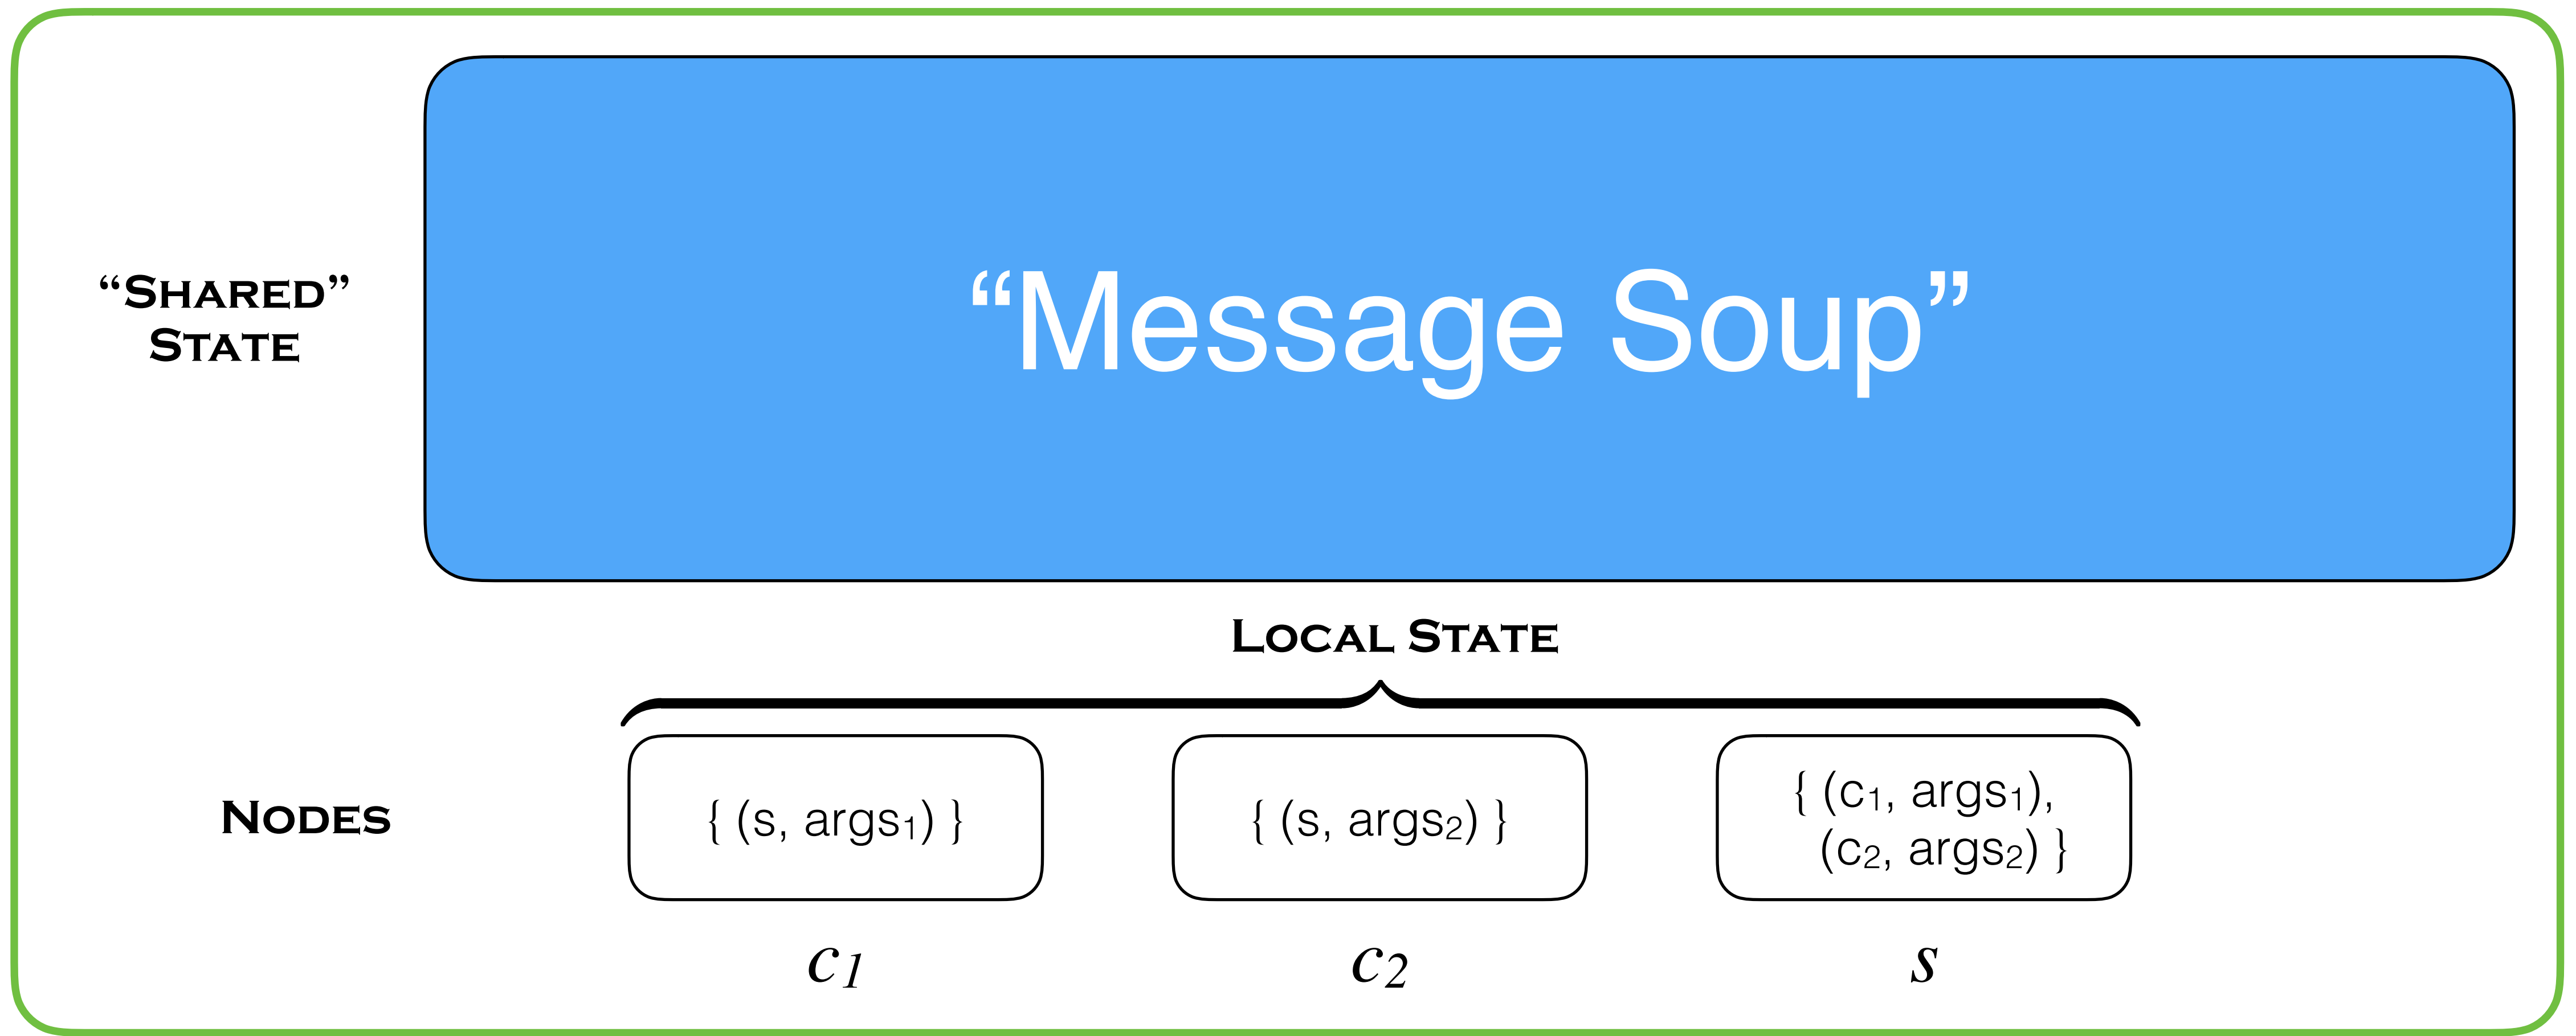 “Shared”
State
“Message Soup”
Local State
Nodes
{ (s, args₁) }
{ (s, args₂) }
{ (c₁, args₁),
(c₂, args₂) }
c₁
c₂
s